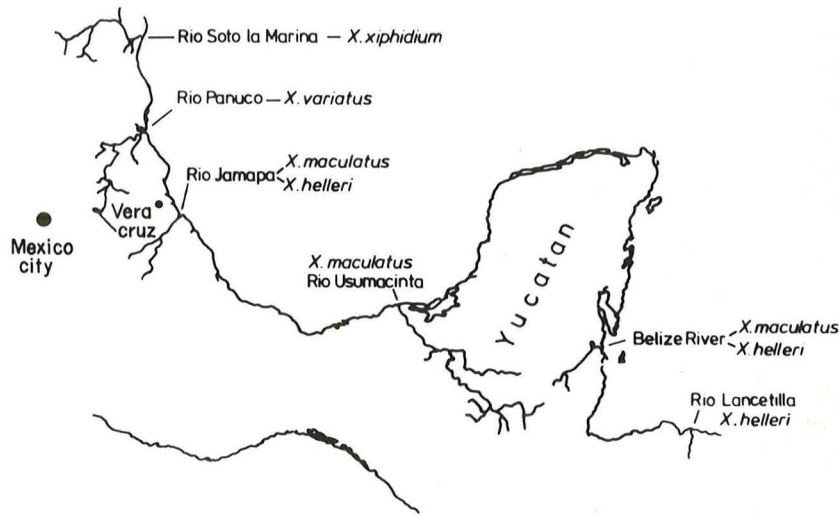 Rio Soto la Marina — X. xiphidium
Rio Panuco — X. variatus
Rio Jamapa X. maculatus
X. helleri
Vera
cruz
Mexico
city
X. maculatus
Rio Usumacinta
Yucatan
Belize River X. maculatus
X. helleri
Rio Lancetilla
X. helleri